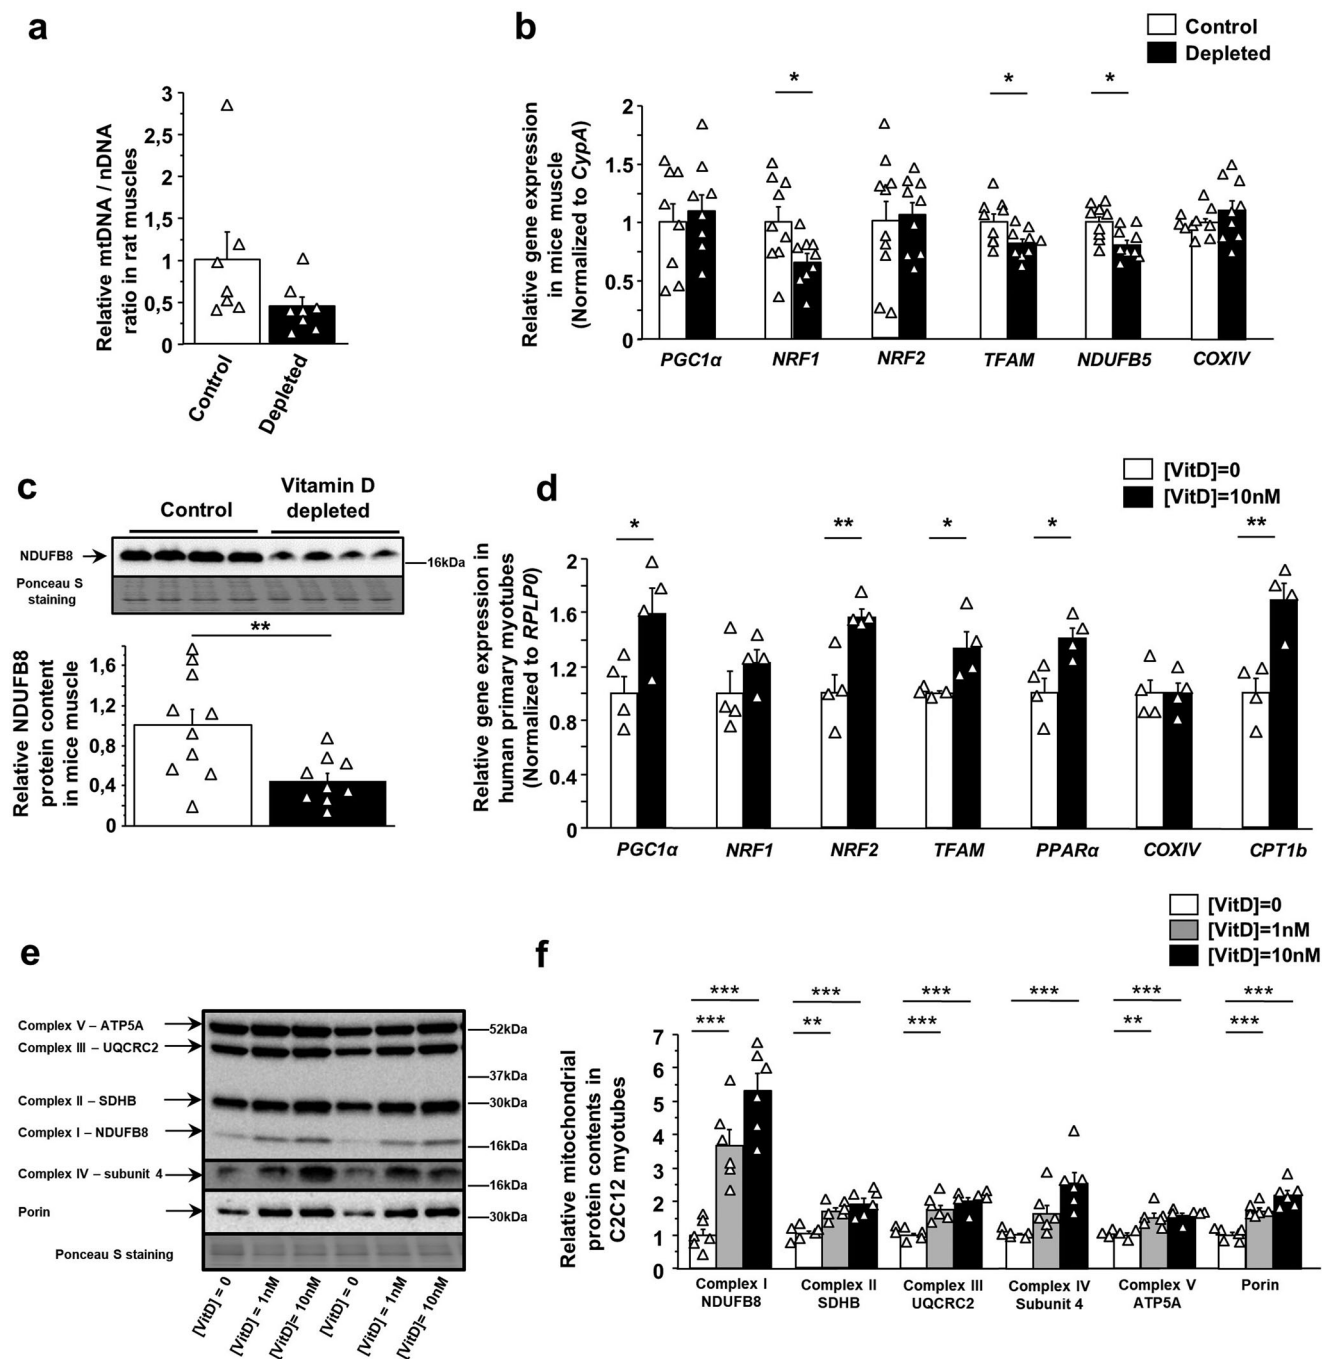 a
Relative mtDNA / nDNA
ratio in rat muscles
3
2,5
2
1,5
1
0,5
0
Control
Depleted
b
Control
Depleted
Relative gene expression
in mice muscle
(Normalized to CypA)
2
1.5
1
0.5
0
* * *
PGC1α NRF1 NRF2 TFAM NDUFB5 COXIV
c
Control
Vitamin D
depleted
NDUFB8
16kDa
Ponceau S
staining
**
Relative NDUFB8
protein content
in mice muscle
1,6
1,2
0,8
0,4
0
d
[VitD]=0
[VitD]=10nM
Relative gene expression in
human primary myotubes
(Normalized to RPLP0)
2
1.6
1.2
0.8
0.4
0
* ** * * **
PGC1α NRF1 NRF2 TFAM PPARα COXIV CPT1b
e
Complex V – ATP5A
52kDa
Complex III – UQCRC2
37kDa
Complex II – SDHB
30kDa
Complex I – NDUFB8
16kDa
Complex IV – subunit 4
16kDa
Porin
30kDa
Ponceau S staining
[VitD] = 0
[VitD] = 1nM
[VitD]= 10nM
[VitD] = 0
[VitD] = 1nM
[VitD]= 10nM
f
[VitD]=0
[VitD]=1nM
[VitD]=10nM
Relative mitochondrial
protein contents in
C2C12 myotubes
7
6
5
4
3
2
1
0
*** *** *** *** *** ***
*** ** *** ** ***
Complex I
NDUFB8
Complex II
SDHB
Complex III
UQCRC2
Complex IV
Subunit 4
Complex V
ATP5A
Porin